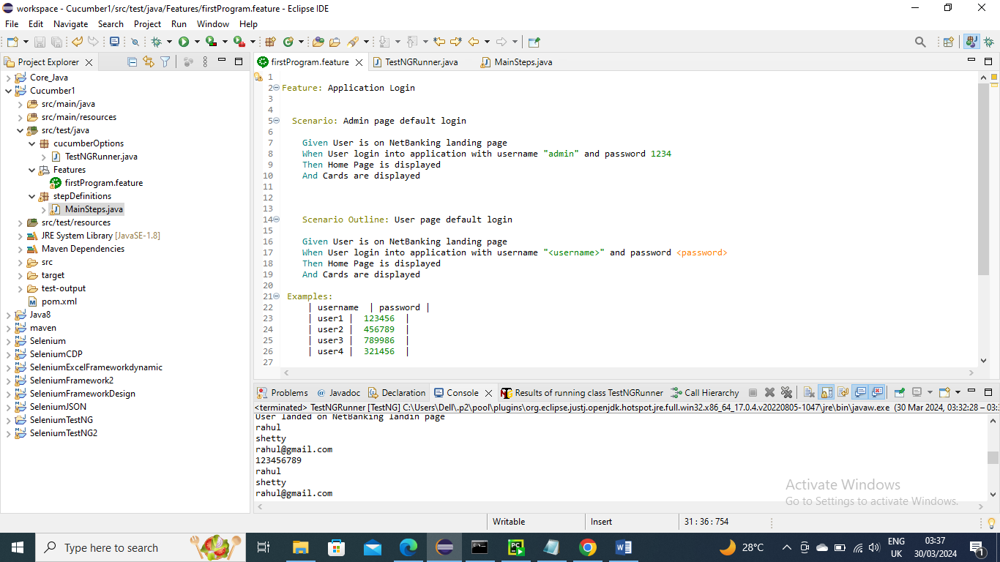 workspace - Cucumber1/src/test/java/Features/firstProgram.feature - Eclipse IDE
File Edit Navigate Search Project Run Window Help
Project Explorer
Core_Java
Cucumber1
src/main/java
src/main/resources
src/test/java
cucumberOptions
TestNGRunner.java
Features
firstProgram.feature
stepDefinitions
MainSteps.java
src/test/resources
JRE System Library [JavaSE-1.8]
Maven Dependencies
src
target
test-output
pom.xml
Java8
maven
Selenium
SeleniumCDP
SeleniumExcelFrameworkdynamic
SeleniumFramework2
SeleniumFrameworkDesign
SeleniumJSON
SeleniumTestNG
SeleniumTestNG2
firstProgram.feature TestNGRunner.java MainSteps.java
1
2 Feature: Application Login
3
4
5 Scenario: Admin page default login
6
7 Given User is on NetBanking landing page
8 When User login into application with username "admin" and password 1234
9 Then Home Page is displayed
10 And Cards are displayed
11
12
13
14 Scenario Outline: User page default login
15
16 Given User is on NetBanking landing page
17 When User login into application with username "<username>" and password <password>
18 Then Home Page is displayed
19 And Cards are displayed
20
21 Examples:
22 | username | password |
23 | user1 | 123456 |
24 | user2 | 456789 |
25 | user3 | 789986 |
26 | user4 | 321456 |
27
Problems @ Javadoc Declaration Console Results of running class TestNGRunner Call Hierarchy
<terminated> TestNGRunner [TestNG] C:\Users\Dell\.p2\pool\plugins\org.eclipse.justj.openjdk.hotspot.jre.full.win32.x86_64_17.0.4.v20220805-1047\jre\bin\javaw.exe (30 Mar 2024, 03:32:28 – 03:
User landed on NetBanking landin page
rahul
shetty
rahul@gmail.com
123456789
rahul
shetty
rahul@gmail.com
Activate Windows
Go to Settings to activate Windows.
Writable Insert 31 : 36 : 754
Type here to search
28°C
ENG
UK
03:37
30/03/2024
1